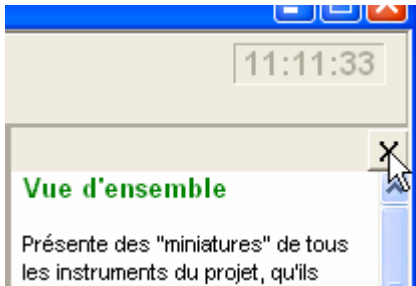 11:11:33
Vue d'ensemble
Présente des "miniatures" de tous
les instruments du projet, qu'ils